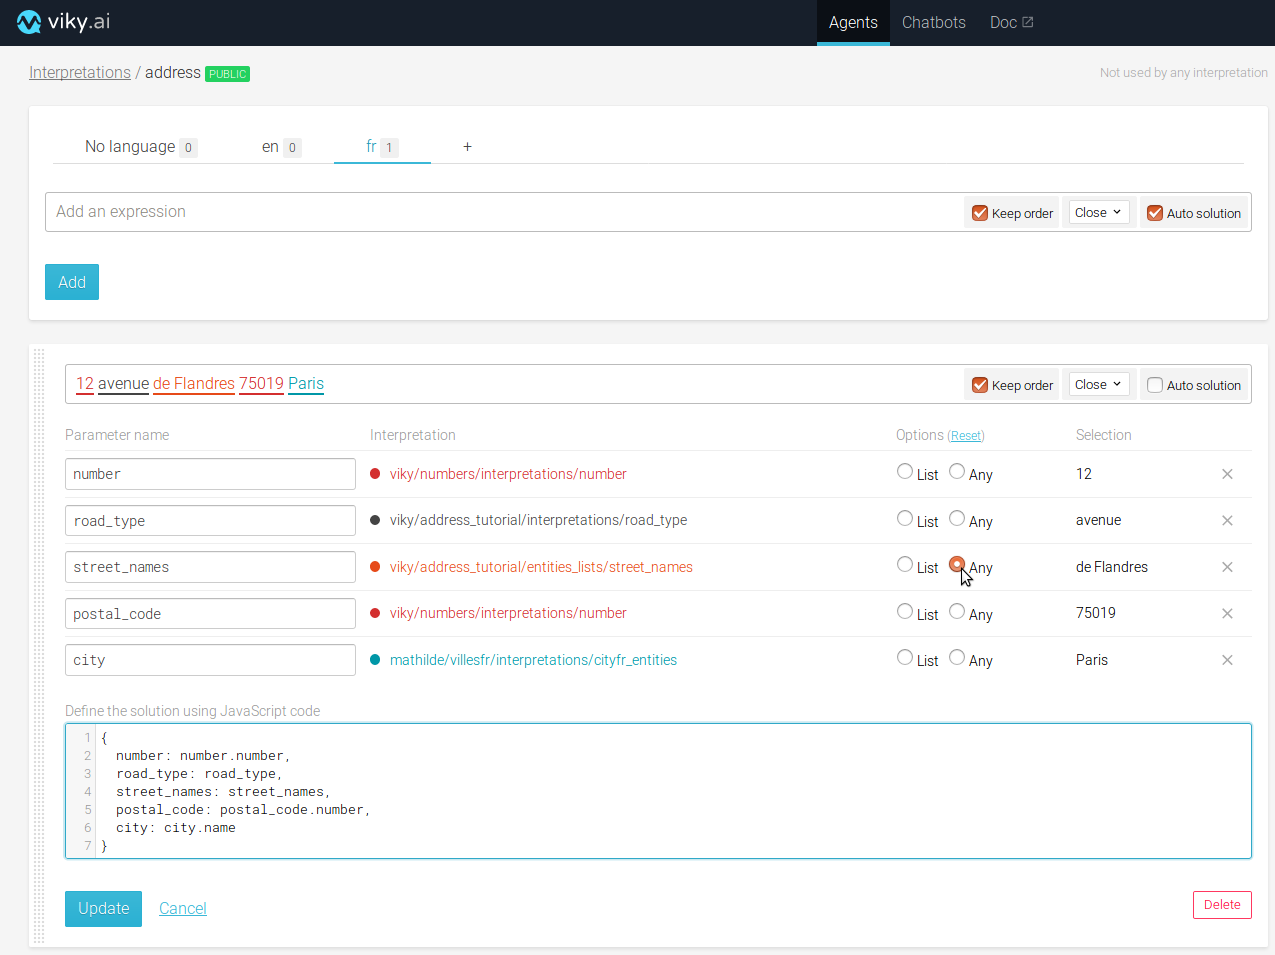 viky.ai Agents Chatbots Doc
Interpretations / address PUBLIC Not used by any interpretation
No language 0 en 0 fr 1 +
Add an expression Keep order Close Auto solution
Add
12 avenue de Flandres 75019 Paris Keep order Close Auto solution
Parameter name Interpretation Options (Reset) Selection
number viky/numbers/interpretations/number List Any 12
road_type viky/address_tutorial/interpretations/road_type List Any avenue
street_names viky/address_tutorial/entities_lists/street_names List Any de Flandres
postal_code viky/numbers/interpretations/number List Any 75019
city mathilde/villesfr/interpretations/cityfr_entities List Any Paris
Define the solution using JavaScript code
1 {
2 number: number.number,
3 road_type: road_type,
4 street_names: street_names,
5 postal_code: postal_code.number,
6 city: city.name
7 }
Update Cancel Delete